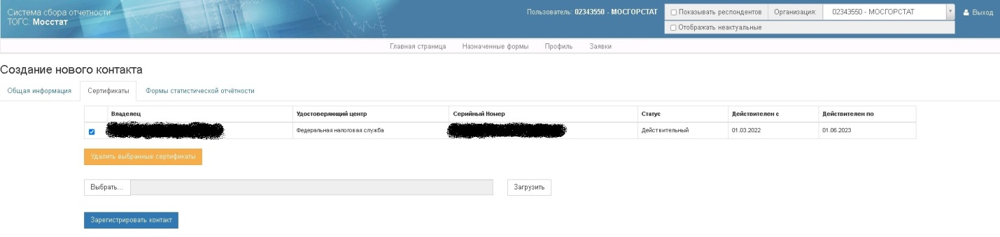 Система сбора отчетности
ТОГС: Мосстат
Пользователь: 02343550 - МОСГОРСТАТ
Показывать респондентов Организация: 02343550 - МОСГОРСТАТ
Выход
Отображать неактуальные
Главная страница Назначенные формы Профиль Заявки
Создание нового контакта
Общая информация Сертификаты Формы статистической отчётности
Владелец Удостоверяющий центр Серийный Номер Статус Действителен с Действителен по
Федеральная налоговая служба Действительный 01.03.2022 01.06.2023
Удалить выбранные сертификаты
Выбрать... Загрузить
Зарегистрировать контакт